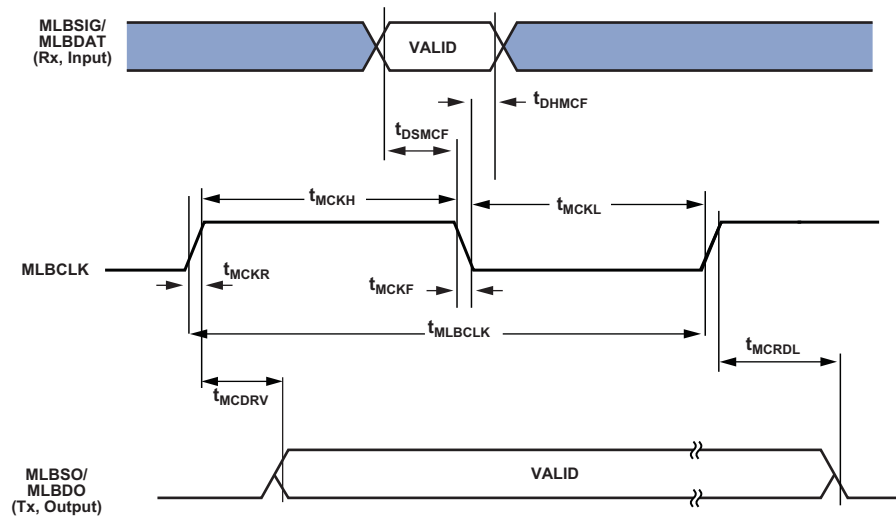 MLBSIG/
MLBDAT
(Rx, Input)
VALID
tDHMCF
tDSMCF
tMCKH
tMCKL
MLBCLK
tMCKR
tMCKF
tMLBCLK
tMCRDL
tMCDRV
MLBSO/
MLBDO
(Tx, Output)
VALID